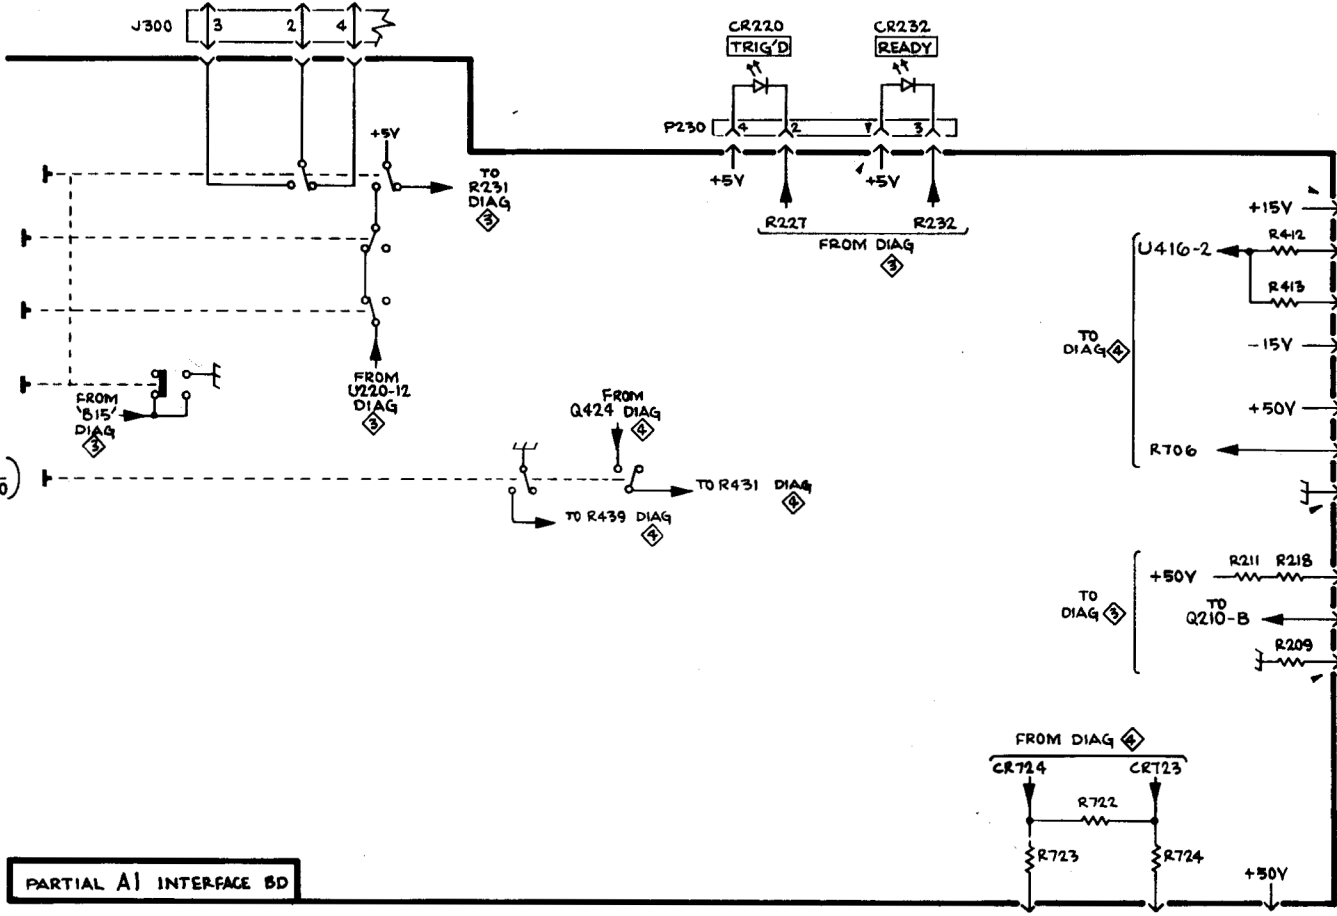 J300 3 2 4
CR220
TRIG'D
CR232
READY
P230 4 2 1 3
+5V
+5V
R227 R232
FROM DIAG
3
+5V
TO
R231
DIAG
3
FROM
U220-12
DIAG
3
FROM
'B15'
DIAG
3
FROM
Q424 DIAG
4
TO R431 DIAG
4
TO R439 DIAG
4
+15V
U416-2
R412
R413
TO
DIAG 4
-15V
+50V
R706
TO
DIAG 3
+50V
R211 R218
TO
Q210-B
R209
FROM DIAG 4
CR724 CR723
R722
R723
R724
+50V
PARTIAL A1 INTERFACE BD